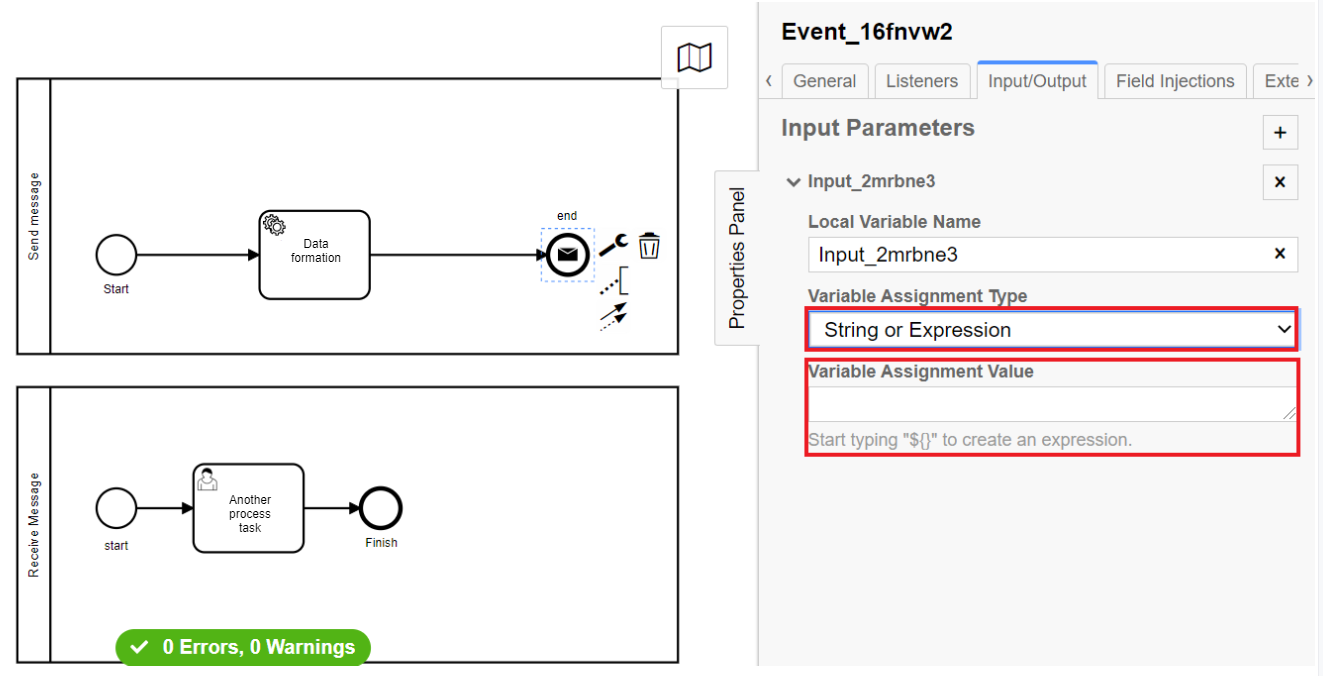 Send message
Start
Data
formation
end
Receive Message
start
Another
process
task
Finish
0 Errors, 0 Warnings
Properties Panel
Event_16fnvw2
General
Listeners
Input/Output
Field Injections
Exte
Input Parameters
Input_2mrbne3
Local Variable Name
Input_2mrbne3
Variable Assignment Type
String or Expression
Variable Assignment Value
Start typing "${}" to create an expression.